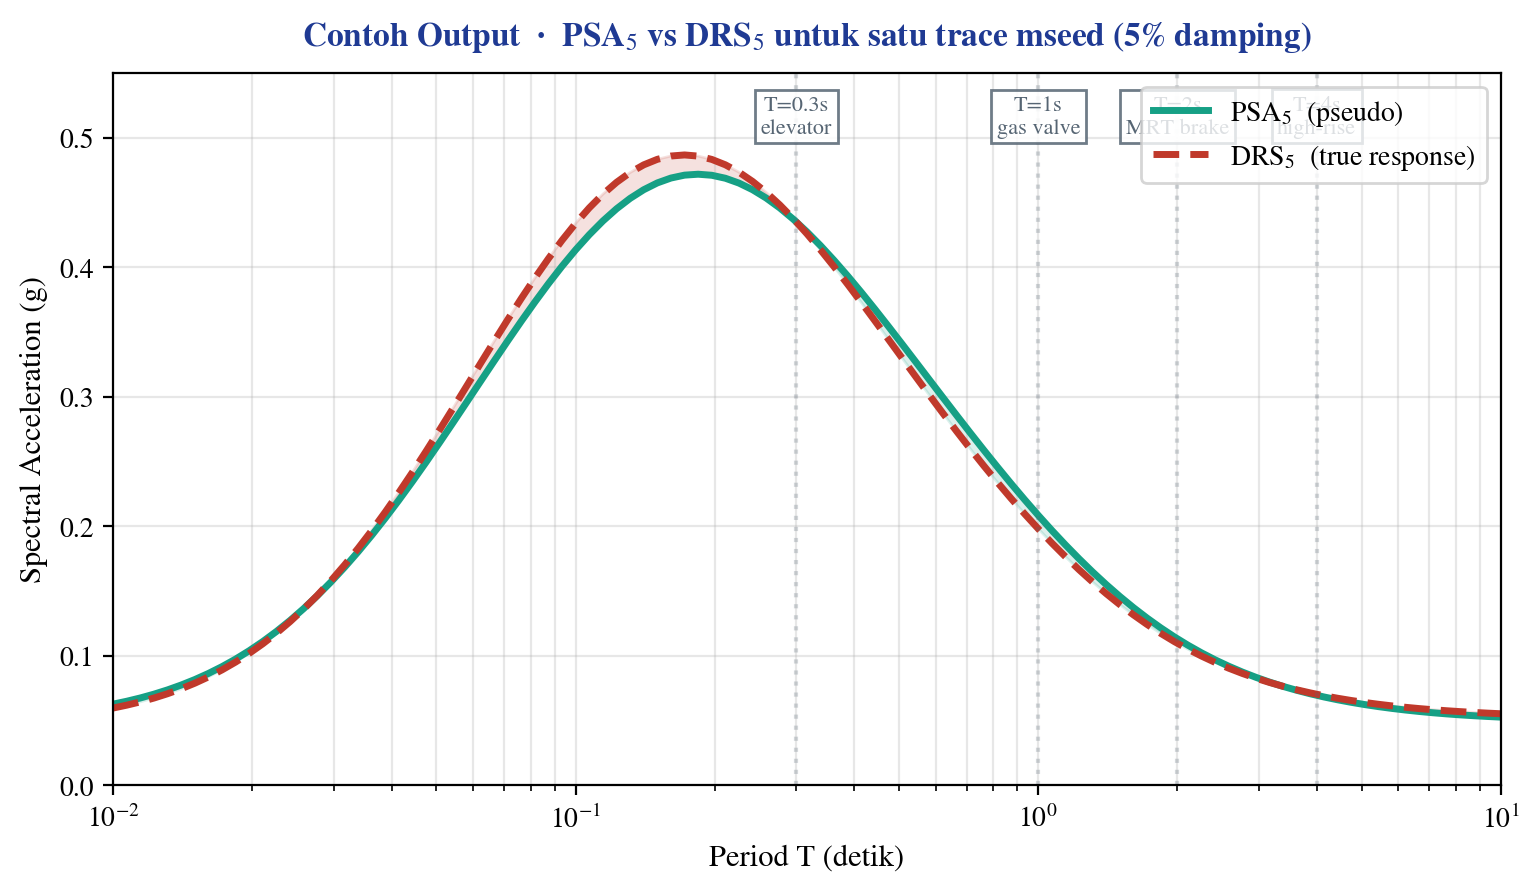 Contoh Output · PSA₅ vs DRS₅ untuk satu trace mseed (5% damping)
T=0.3s
elevator
T=1s
gas valve
T=2s
MRT brake
T=4s
high-rise
PSA₅ (pseudo)
DRS₅ (true response)
Spectral Acceleration (g)
0.5
0.4
0.3
0.2
0.1
0.0
10⁻²
10⁻¹
10⁰
10¹
Period T (detik)